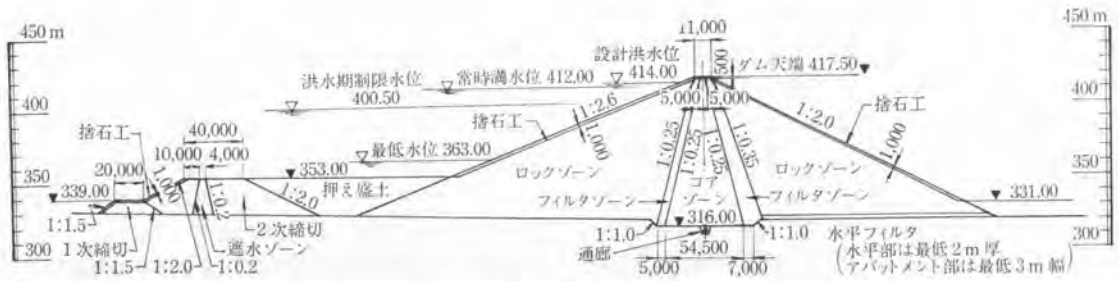 450 m
400
350
300
450 m
400
350
300
11,000
設計洪水位
414.00
500
ダム天端 417.50
洪水期制限水位
400.50
常時満水位 412.00
5,000
5,000
1:2.6
捨石工
1,000
1:2.0
捨石工
1,000
最低水位 363.00
ロックゾーン
1:0.25
1:0.25
1:0.25
1:0.35
コア
ゾーン
ロックゾーン
フィルタゾーン
フィルタゾーン
捨石工
40,000
10,000
4,000
20,000
1,000
339.00
353.00
1:0.2
1:2.0
押え盛土
1:1.5
1次締切
1:1.5
1:2.0
遮水ゾーン
1:0.2
2次締切
316.00
331.00
1:1.0
1:1.0
通廊
54,500
5,000
7,000
水平フィルタ
(水平部は最低2m厚
アバットメント部は最低3m幅)